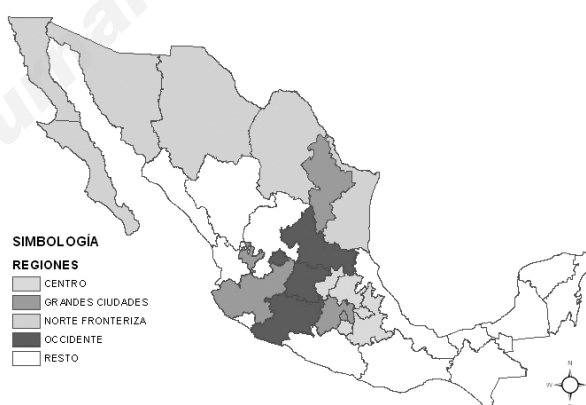 SIMBOLOGÍA
REGIONES
CENTRO
GRANDES CIUDADES
NORTE FRONTERIZA
OCCIDENTE
RESTO
N
W